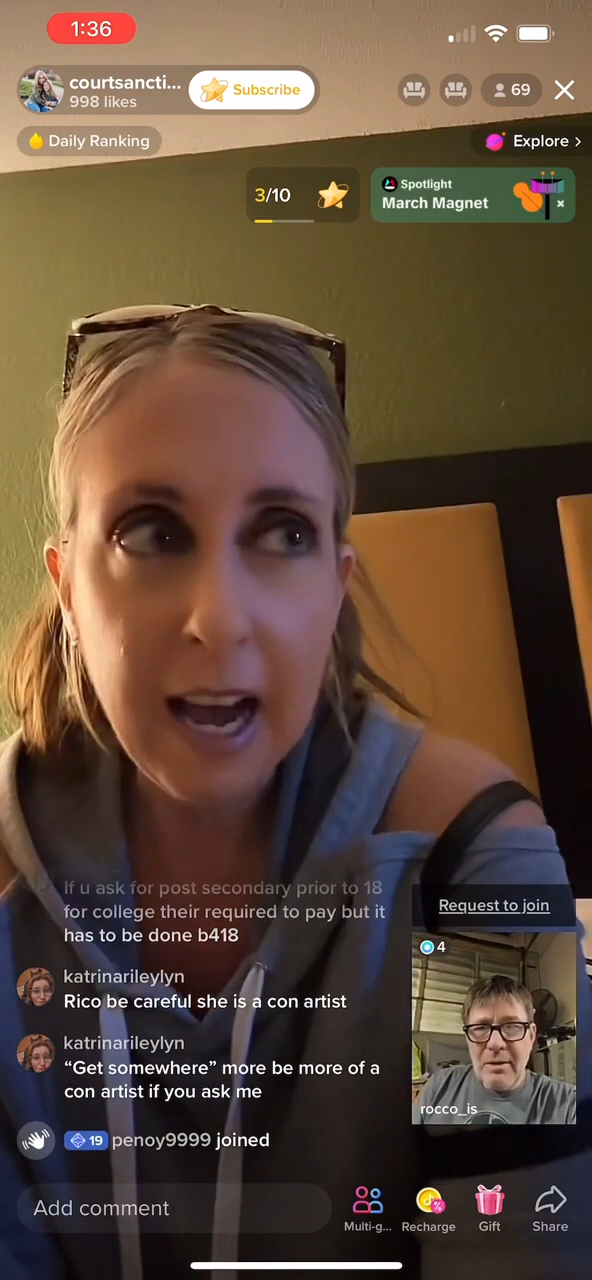 1:36
courtsancti...
998 likes
Subscribe
69
Daily Ranking
Explore
3/10
Spotlight
March Magnet
If u ask for post secondary prior to 18
for college their required to pay but it
has to be done b418
Request to join
katrinarileylyn
Rico be careful she is a con artist
4
katrinarileylyn
“Get somewhere” more be more of a
con artist if you ask me
rocco_is
19 penoy9999 joined
Add comment
Multi-g...
Recharge
Gift
Share